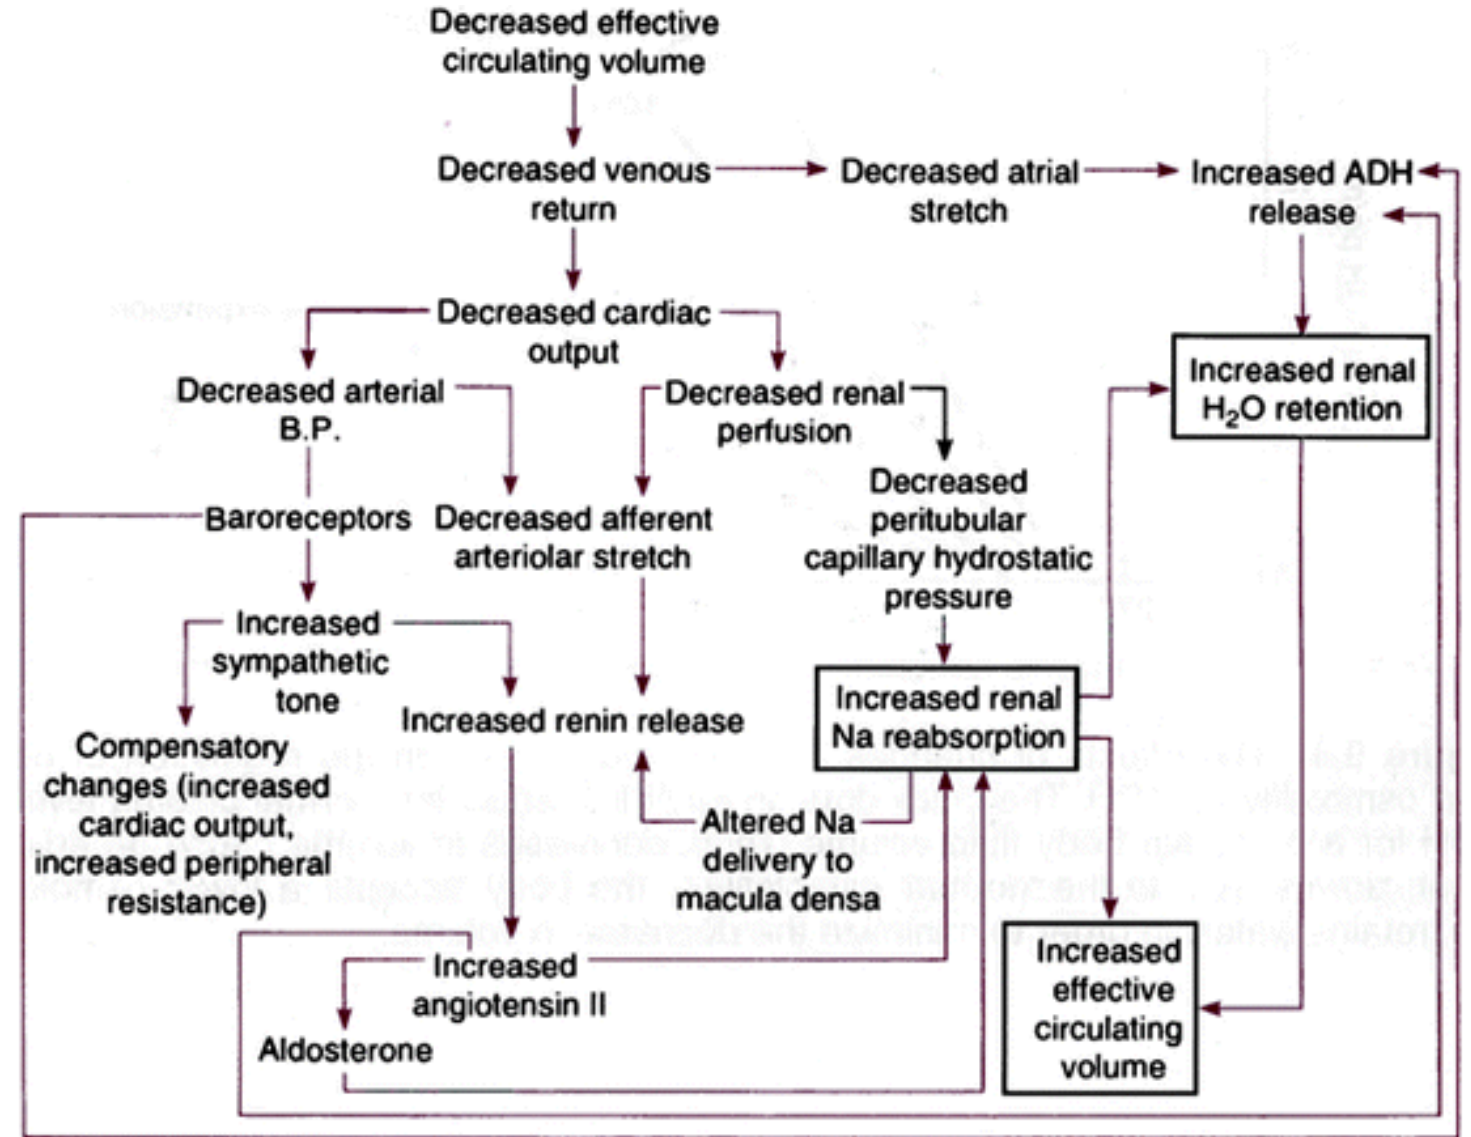 Decreased effective
circulating volume
Decreased venous
return
Decreased atrial
stretch
Increased ADH
release
Decreased cardiac
output
Decreased arterial
B.P.
Decreased renal
perfusion
Increased renal
H₂O retention
Baroreceptors
Decreased afferent
arteriolar stretch
Decreased
peritubular
capillary hydrostatic
pressure
Increased
sympathetic
tone
Increased renin release
Increased renal
Na reabsorption
Compensatory
changes (increased
cardiac output,
increased peripheral
resistance)
Altered Na
delivery to
macula densa
Increased
angiotensin II
Increased
effective
circulating
volume
Aldosterone